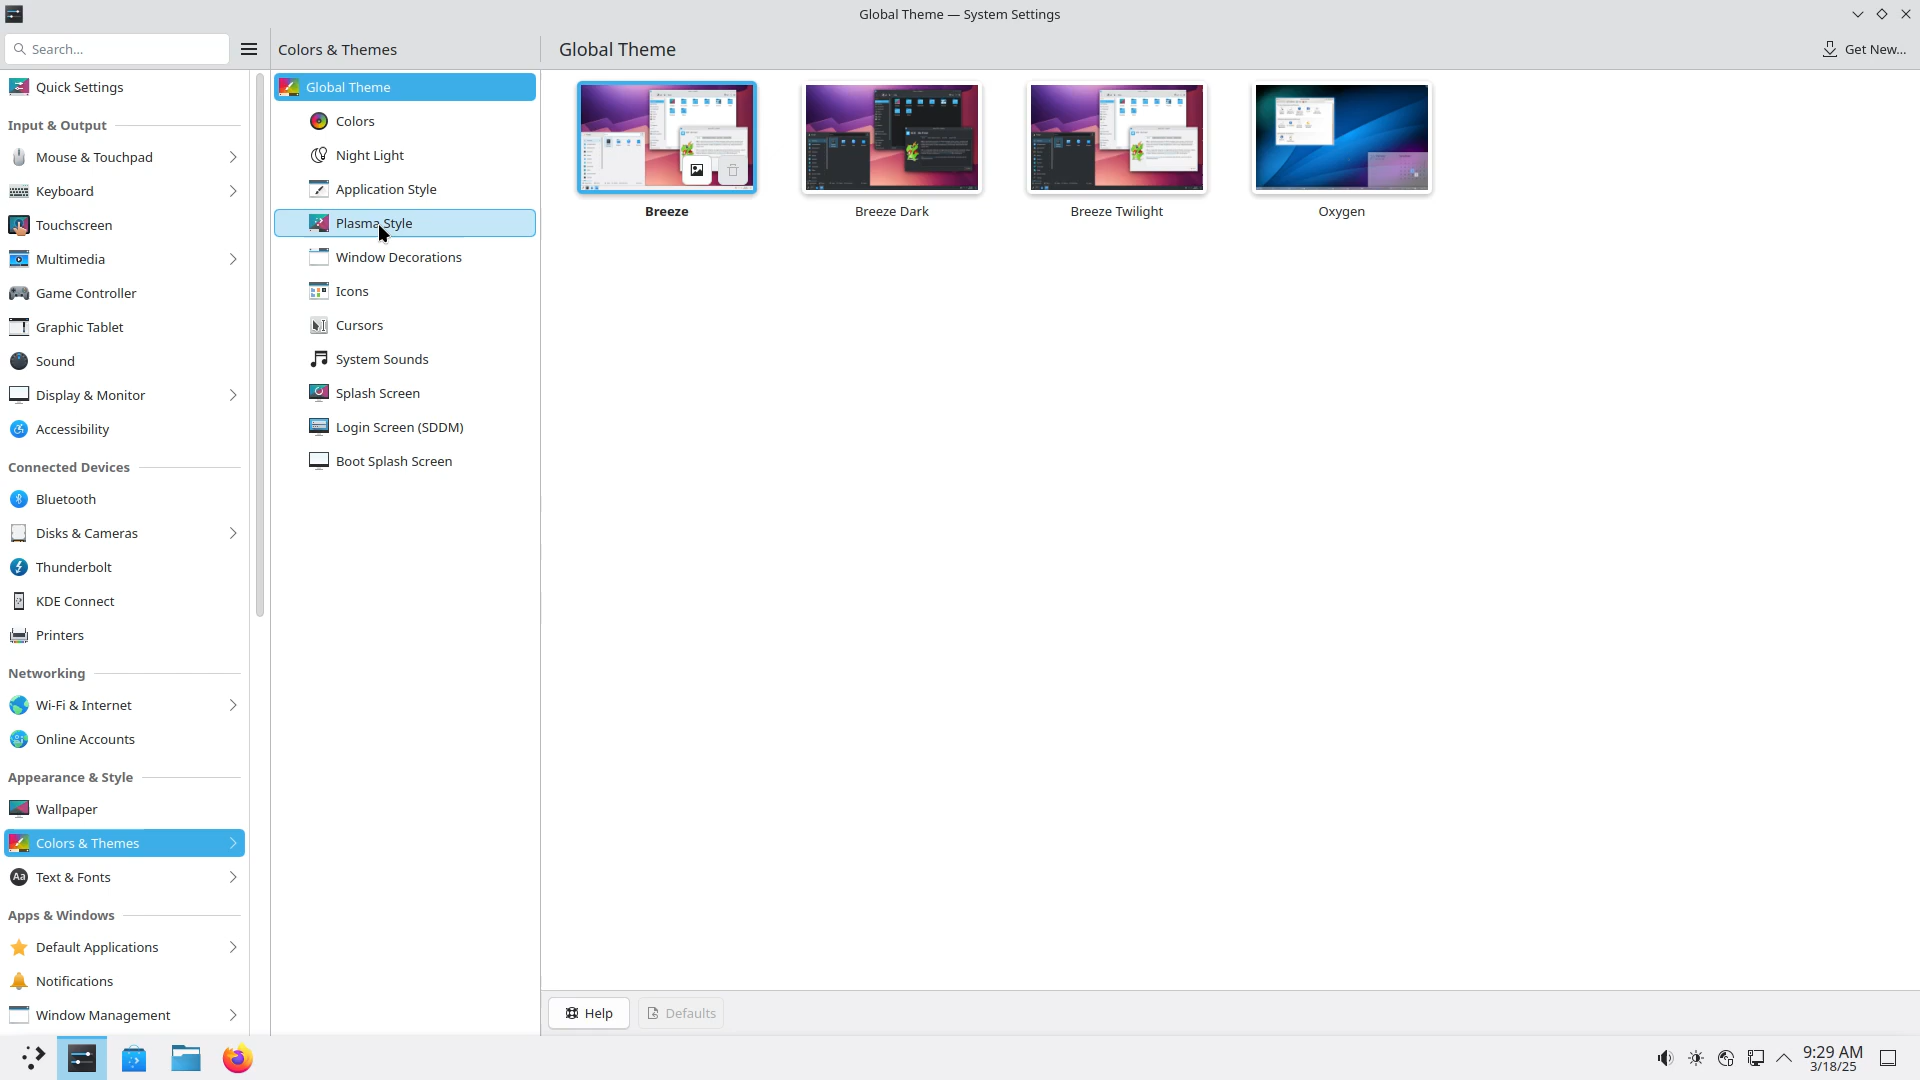 Global Theme — System Settings
Search...
Colors & Themes
Global Theme
Get New...
Quick Settings
Input & Output
Mouse & Touchpad
Keyboard
Touchscreen
Multimedia
Game Controller
Graphic Tablet
Sound
Display & Monitor
Accessibility
Connected Devices
Bluetooth
Disks & Cameras
Thunderbolt
KDE Connect
Printers
Networking
Wi-Fi & Internet
Online Accounts
Appearance & Style
Wallpaper
Colors & Themes
Text & Fonts
Apps & Windows
Default Applications
Notifications
Window Management
Global Theme
Colors
Night Light
Application Style
Plasma Style
Window Decorations
Icons
Cursors
System Sounds
Splash Screen
Login Screen (SDDM)
Boot Splash Screen
Breeze
Breeze Dark
Breeze Twilight
Oxygen
Help
Defaults
9:29 AM
3/18/25